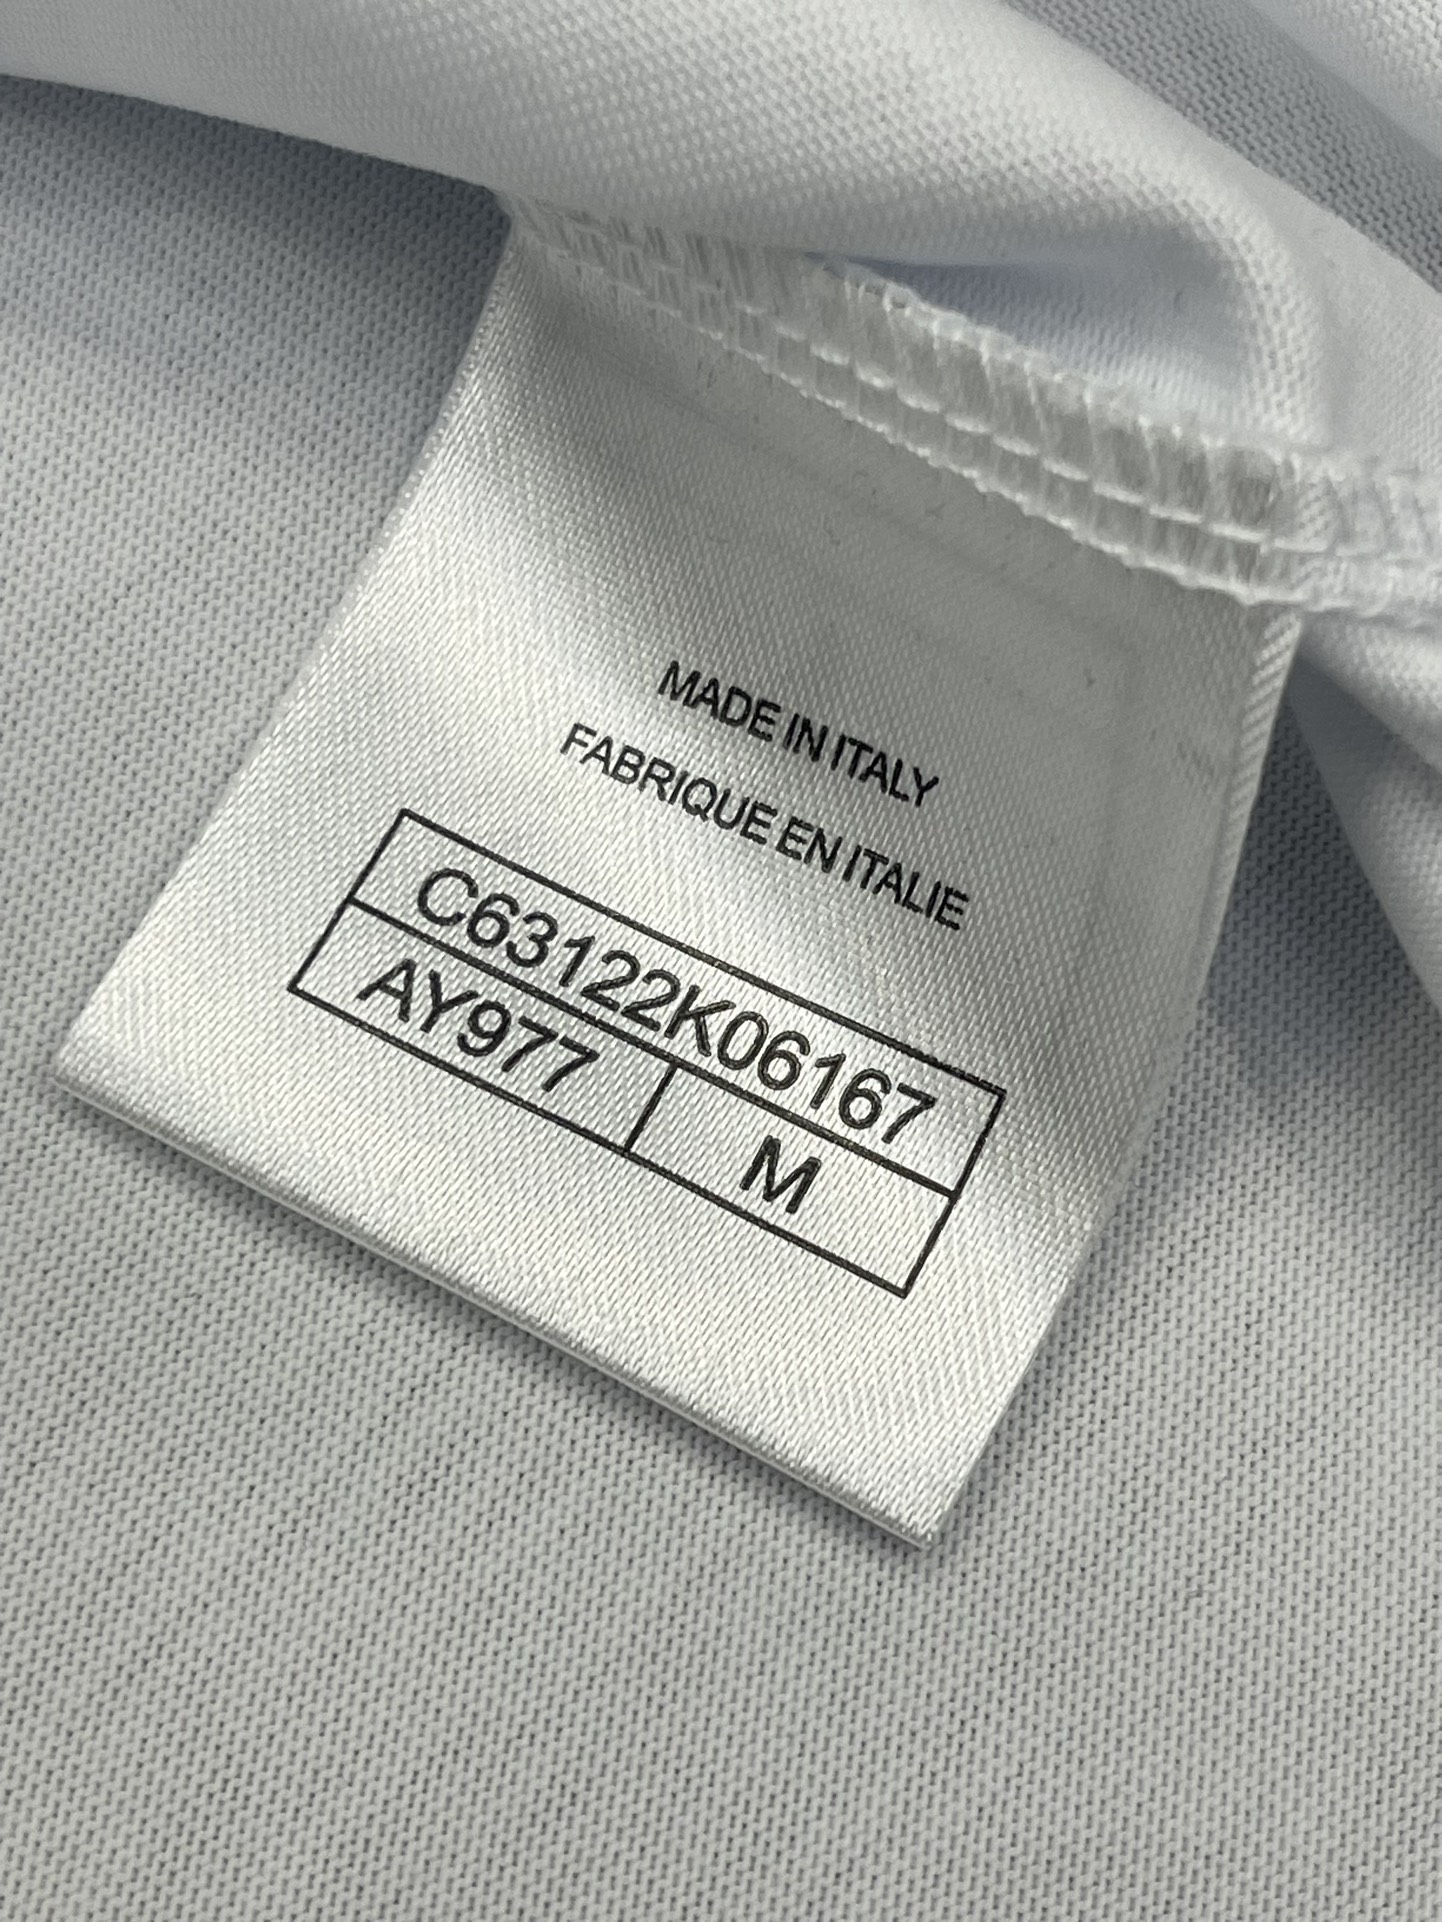 MADE IN ITALY
FABRIQUE EN ITALIE
C63122K06167
AY977 M